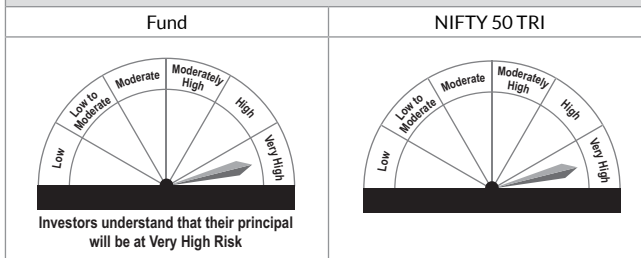 Fund
NIFTY 50 TRI
Low
Low to
Moderate
Moderate
Moderately
High
High
Very High
Investors understand that their principal
will be at Very High Risk
Low
Low to
Moderate
Moderate
Moderately
High
High
Very High